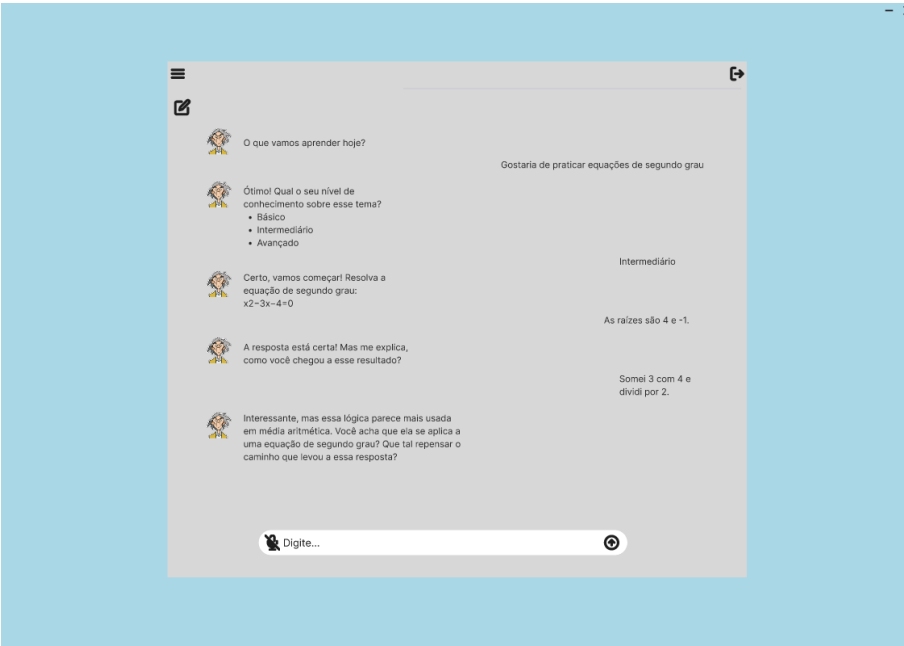 O que vamos aprender hoje?
Gostaria de praticar equações de segundo grau
Ótimo! Qual o seu nível de
conhecimento sobre esse tema?
• Básico
• Intermediário
• Avançado
Intermediário
Certo, vamos começar! Resolva a
equação de segundo grau:
x2−3x−4=0
As raízes são 4 e -1.
A resposta está certa! Mas me explica,
como você chegou a esse resultado?
Somei 3 com 4 e
dividi por 2.
Interessante, mas essa lógica parece mais usada
em média aritmética. Você acha que ela se aplica a
uma equação de segundo grau? Que tal repensar o
caminho que levou a essa resposta?
Digite...